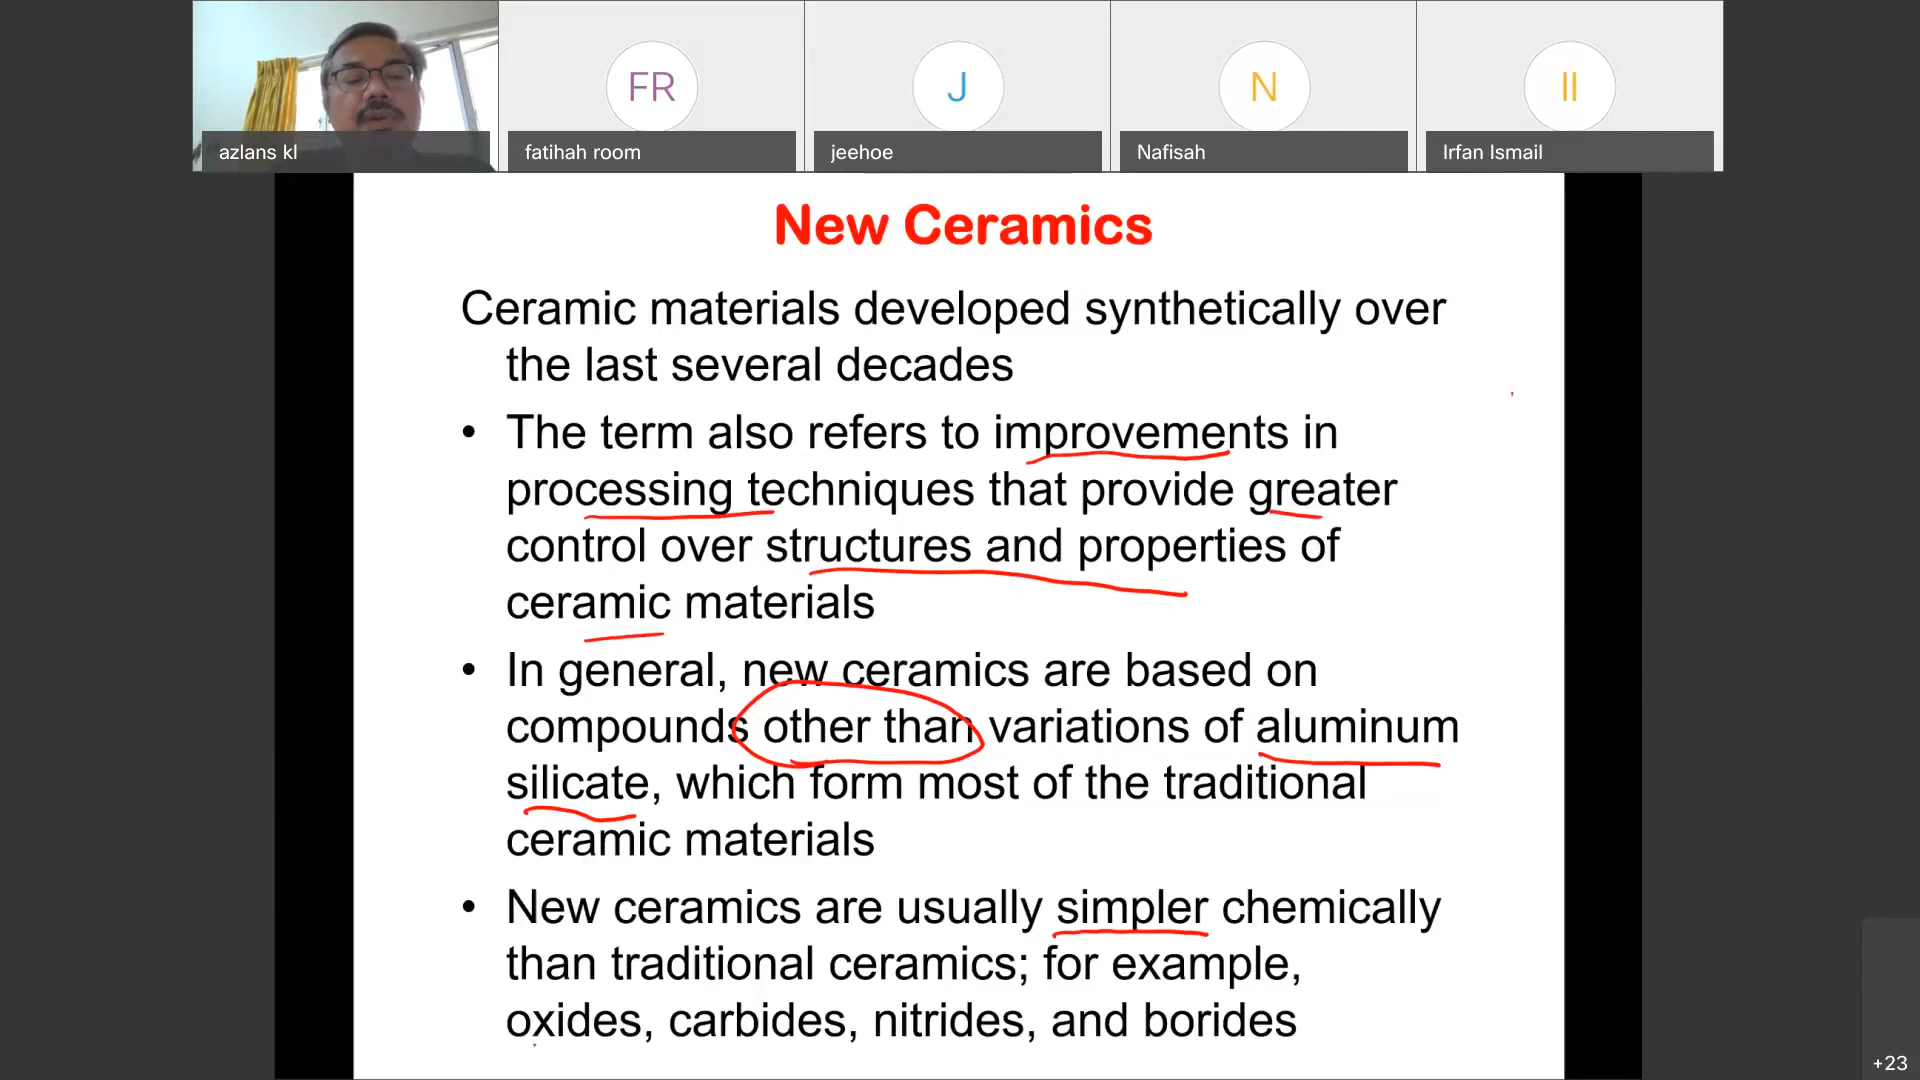 FR
J
N
II
azlans kl
fatihah room
jeehoe
Nafisah
Irfan Ismail
New Ceramics
Ceramic materials developed synthetically over
the last several decades
• The term also refers to improvements in
processing techniques that provide greater
control over structures and properties of
ceramic materials
• In general, new ceramics are based on
compounds other than variations of aluminum
silicate, which form most of the traditional
ceramic materials
• New ceramics are usually simpler chemically
than traditional ceramics; for example,
oxides, carbides, nitrides, and borides
+23